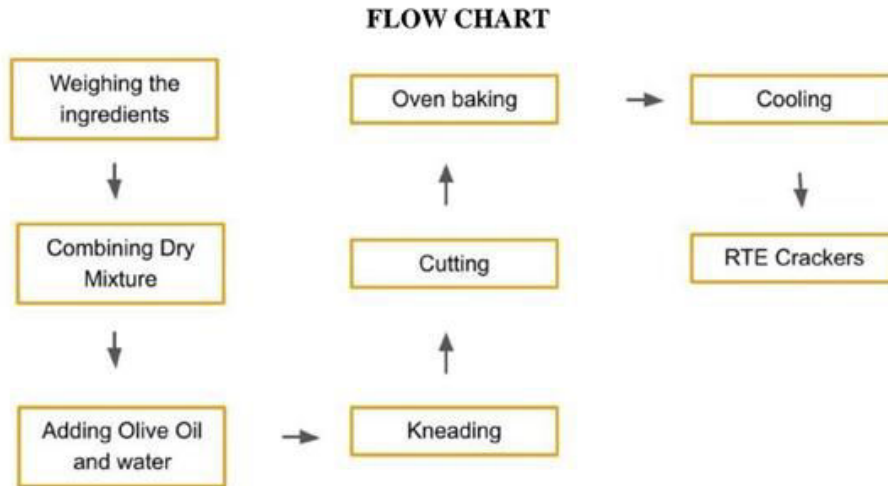 FLOW CHART
Weighing the
ingredients
Combining Dry
Mixture
Adding Olive Oil
and water
Kneading
Cutting
Oven baking
Cooling
RTE Crackers